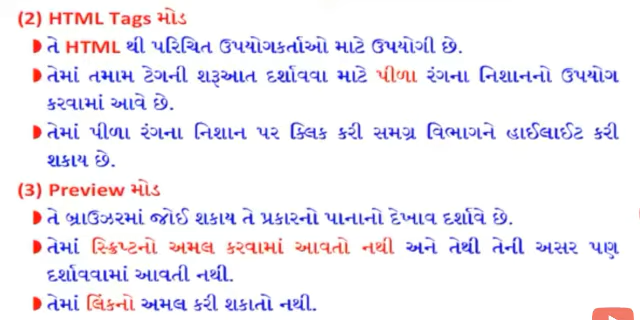 (2) HTML Tags મોડ
તે HTML થી પરિચિત ઉપયોગકર્તાઓ માટે ઉપયોગી છે.
તેમાં તમામ ટેગની શરૂઆત દર્શાવવા માટે પીળા રંગના નિશાનનો ઉપયોગ
કરવામાં આવે છે.
તેમાં પીળા રંગના નિશાન પર ક્લિક કરી સમગ્ર વિભાગને હાઈલાઈટ કરી
શકાય છે.
(3) Preview મોડ
તે બ્રાઉઝરમાં જોઈ શકાય તે પ્રકારનો પાનાનો દેખાવ દર્શાવે છે.
તેમાં સ્ક્રિપ્ટનો અમલ કરવામાં આવતો નથી અને તેથી તેની અસર પણ
દર્શાવવામાં આવતી નથી.
તેમાં લિંકનો અમલ કરી શકાતો નથી.